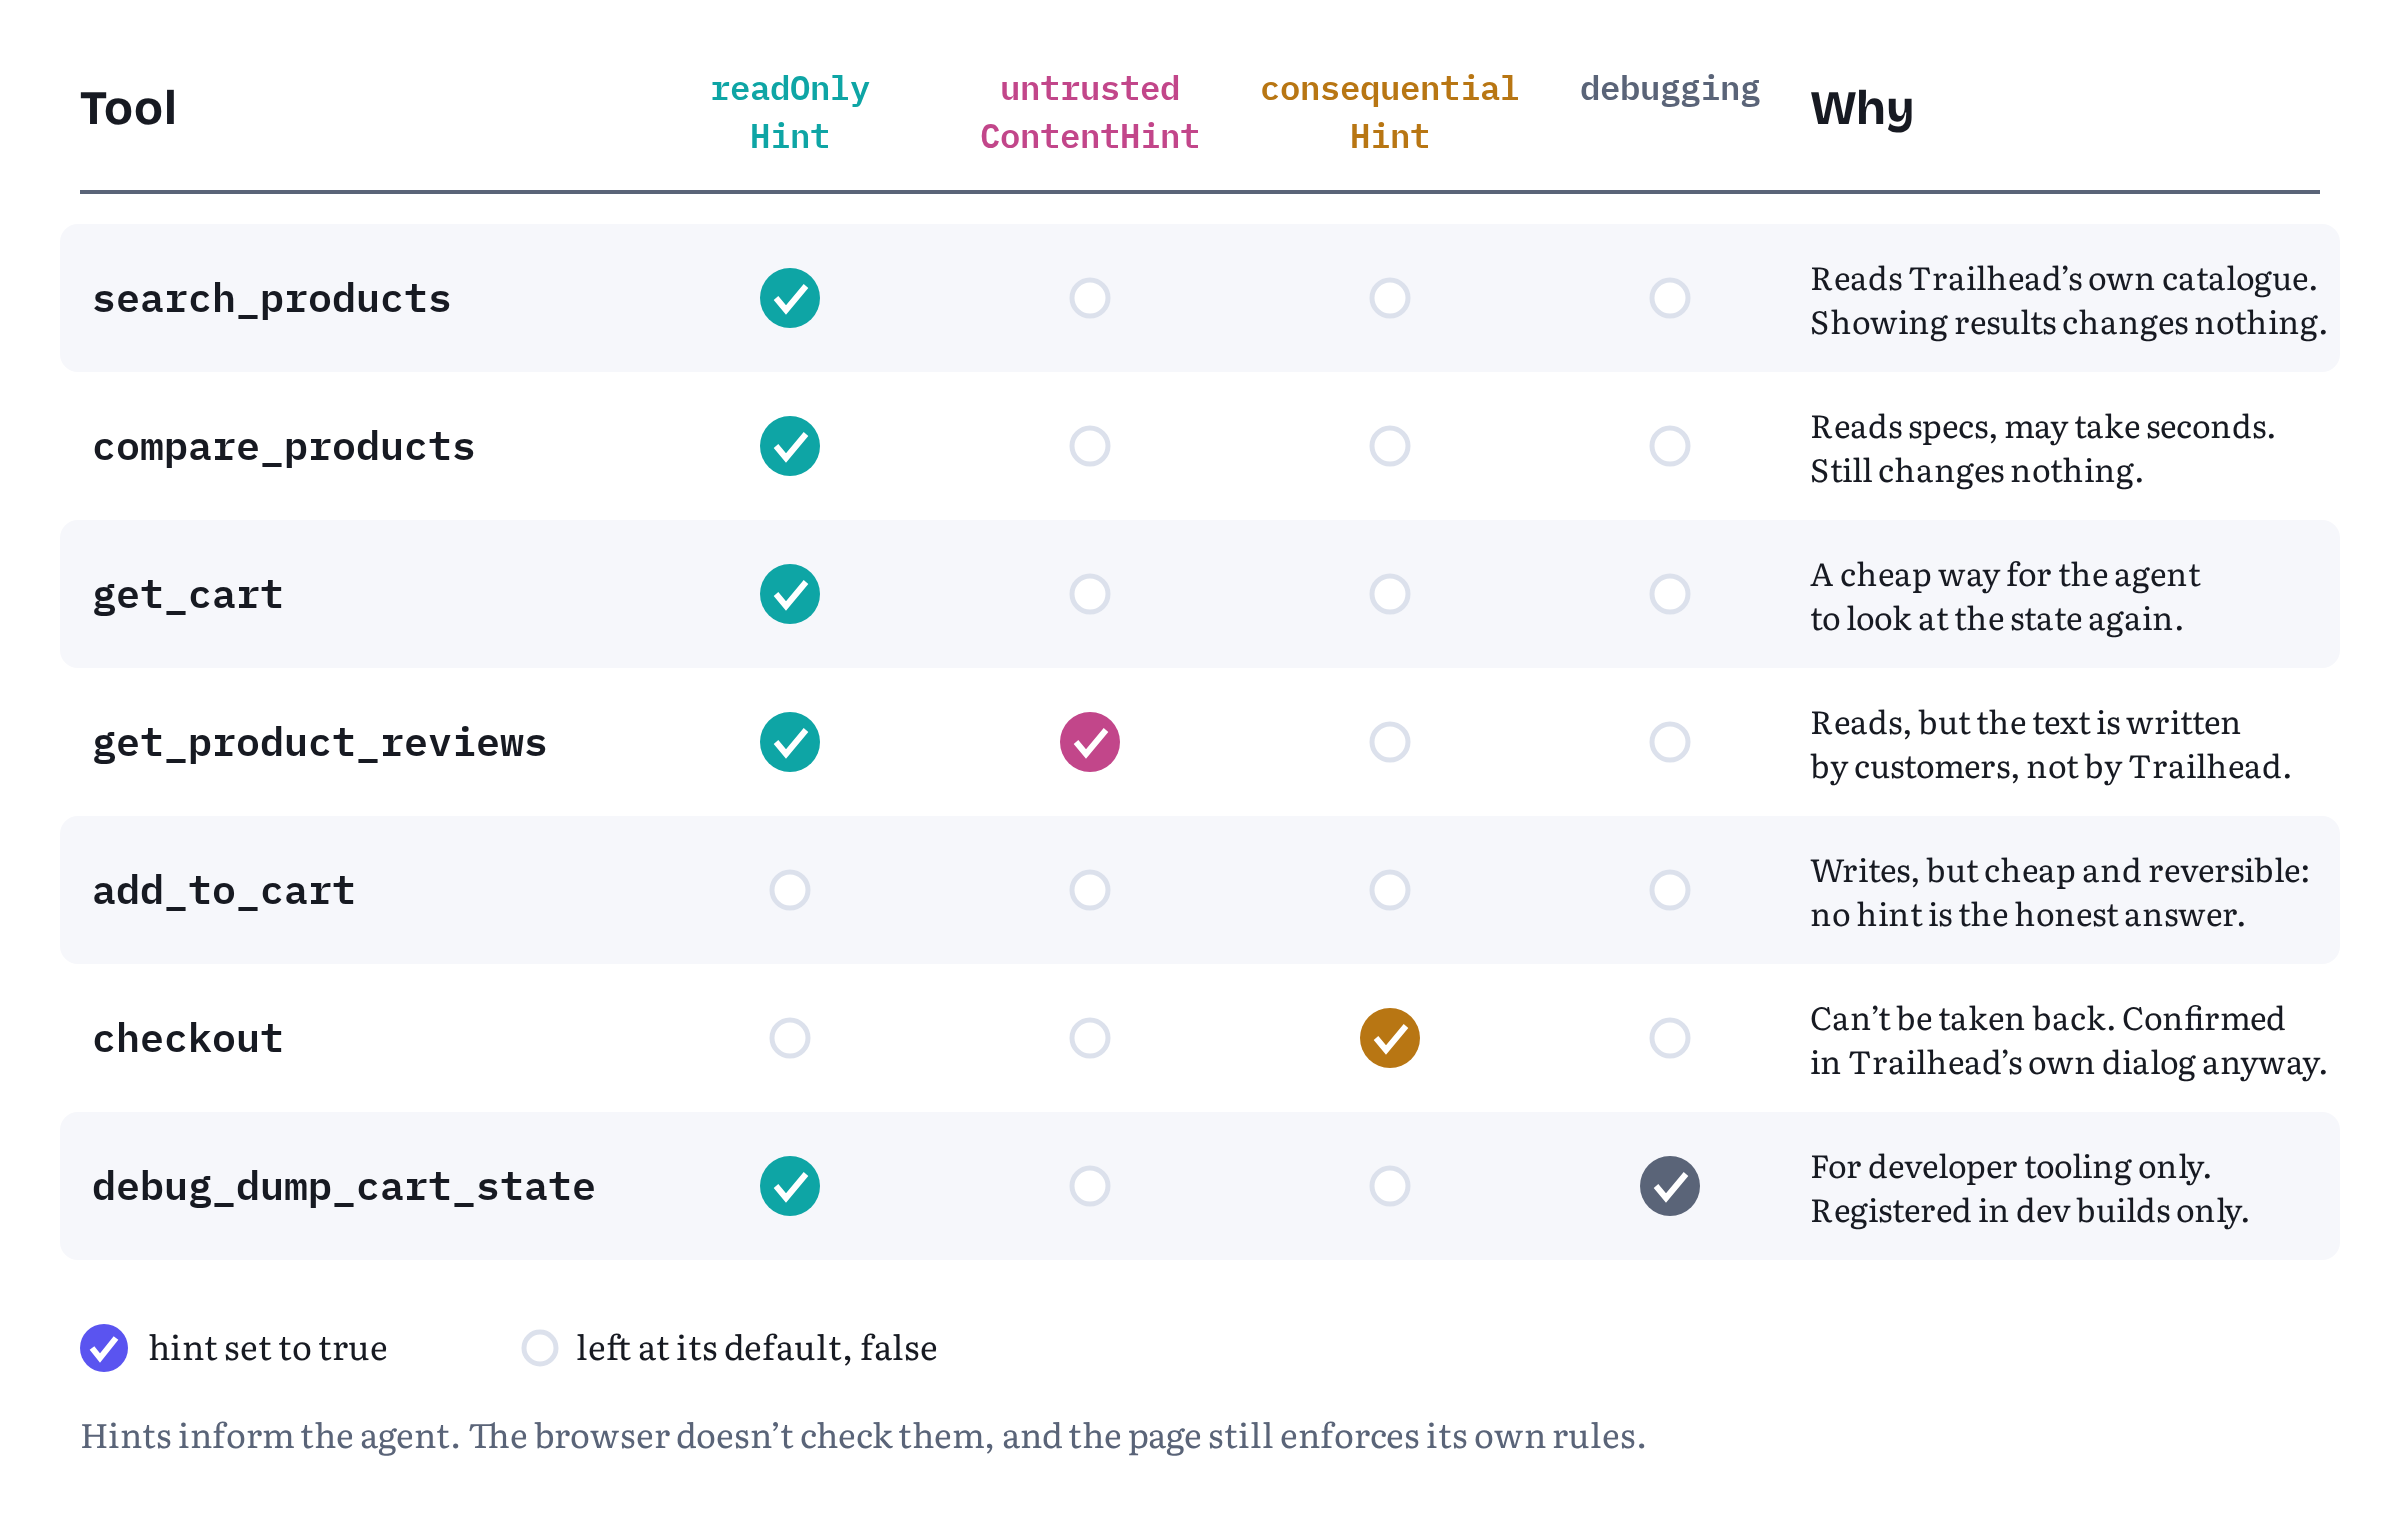 Tool
readOnly
Hint
untrusted
ContentHint
consequential
Hint
debugging
Why
search_products
Reads Trailhead’s own catalogue.
Showing results changes nothing.
compare_products
Reads specs, may take seconds.
Still changes nothing.
get_cart
A cheap way for the agent
to look at the state again.
get_product_reviews
Reads, but the text is written
by customers, not by Trailhead.
add_to_cart
Writes, but cheap and reversible:
no hint is the honest answer.
checkout
Can’t be taken back. Confirmed
in Trailhead’s own dialog anyway.
debug_dump_cart_state
For developer tooling only.
Registered in dev builds only.
hint set to true
left at its default, false
Hints inform the agent. The browser doesn’t check them, and the page still enforces its own rules.